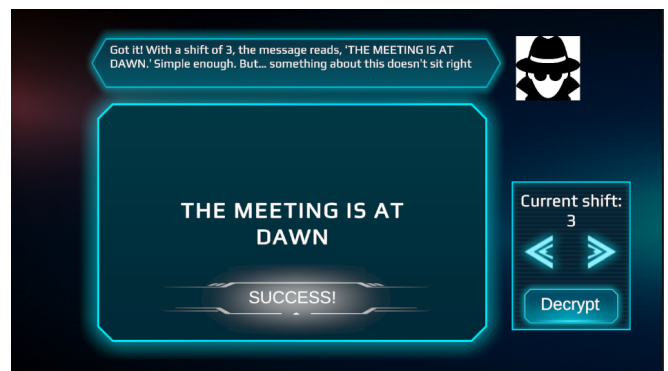 Got it! With a shift of 3, the message reads, 'THE MEETING IS AT
DAWN.' Simple enough. But... something about this doesn't sit right
THE MEETING IS AT
DAWN
SUCCESS!
Current shift:
3
Decrypt